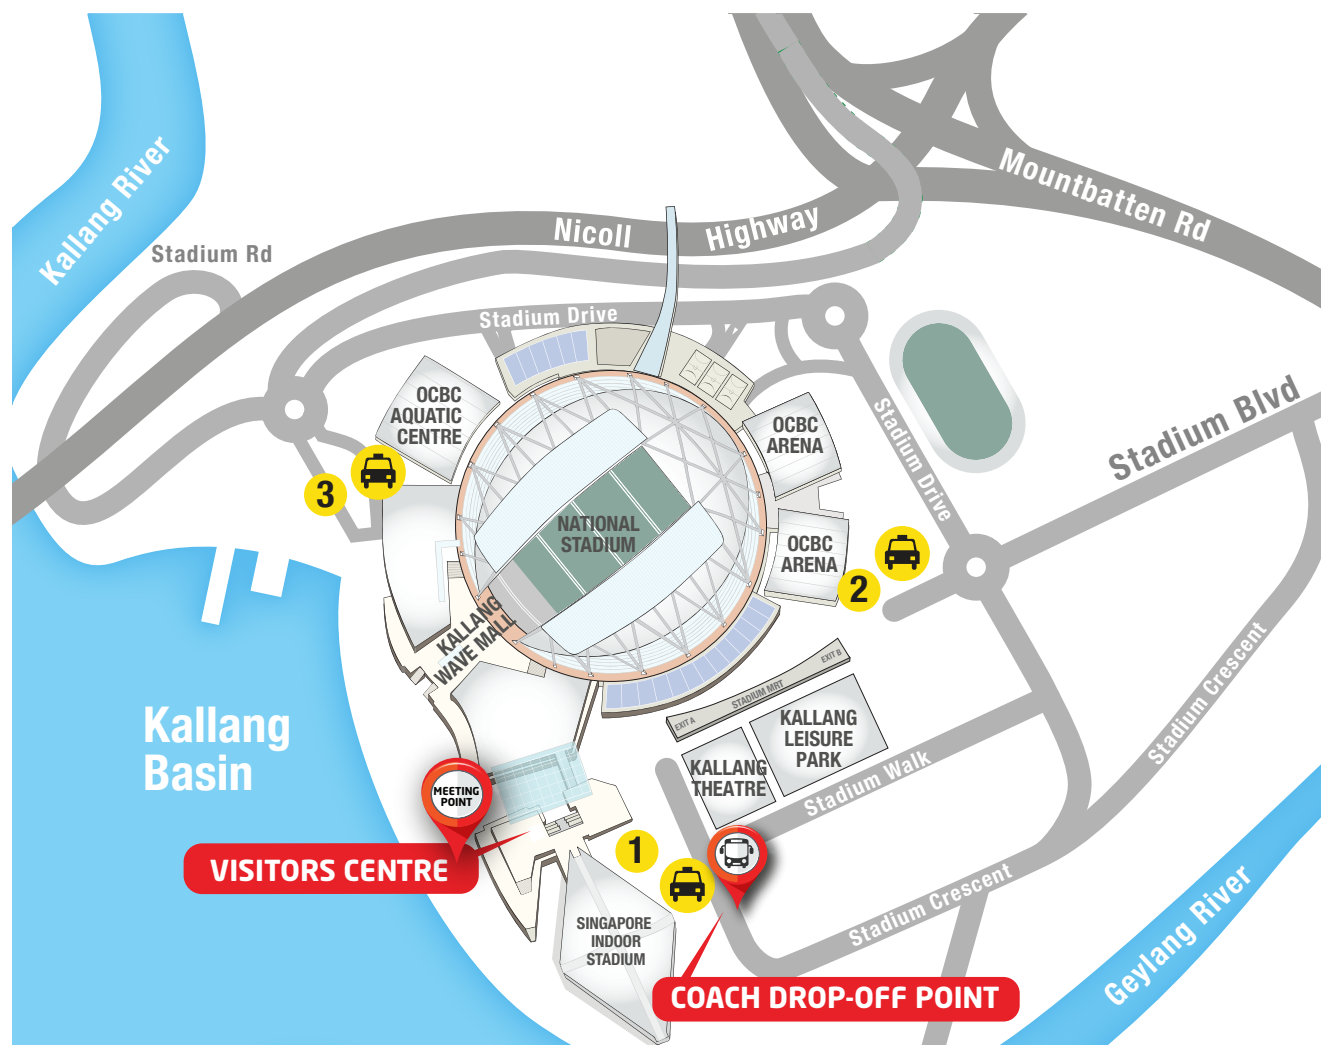 Kallang River
Stadium Rd
Nicoll Highway
Mountbatten Rd
Stadium Drive
OCBC
AQUATIC
CENTRE
OCBC
ARENA
Stadium Drive
Stadium Blvd
3
NATIONAL
STADIUM
OCBC
ARENA
2
KALLANG
WAVE MALL
EXIT A
STADIUM MRT
EXIT B
Stadium Crescent
Kallang
Basin
KALLANG
LEISURE
PARK
KALLANG
THEATRE
Stadium Walk
MEETING
POINT
VISITORS CENTRE
1
Stadium Crescent
SINGAPORE
INDOOR
STADIUM
Geylang River
COACH DROP-OFF POINT